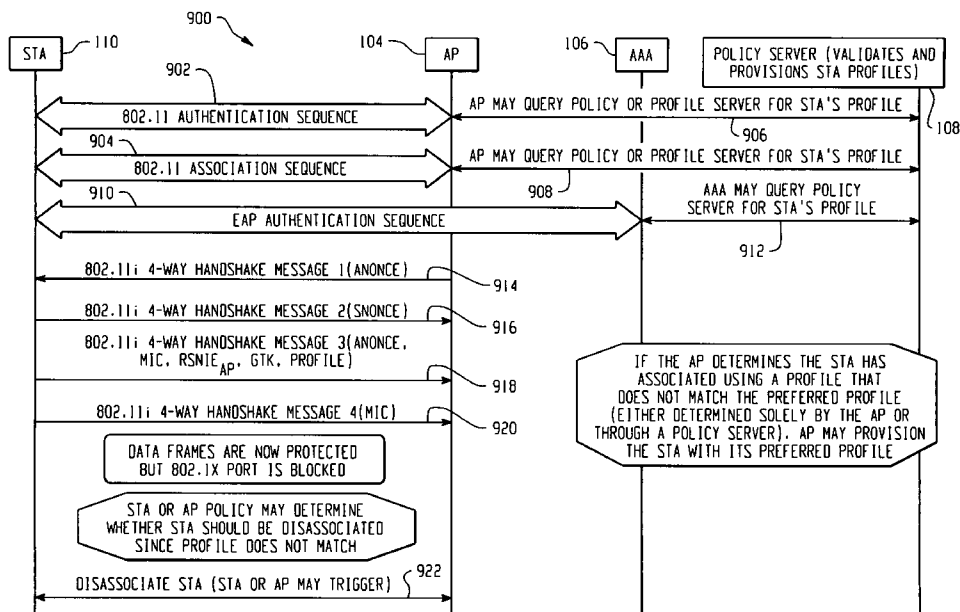 900
STA
110
104
AP
106
AAA
POLICY SERVER (VALIDATES AND
PROVISIONS STA PROFILES)
108
902
802.11 AUTHENTICATION SEQUENCE
AP MAY QUERY POLICY OR PROFILE SERVER FOR STA'S PROFILE
906
904
802.11 ASSOCIATION SEQUENCE
AP MAY QUERY POLICY OR PROFILE SERVER FOR STA'S PROFILE
908
910
EAP AUTHENTICATION SEQUENCE
AAA MAY QUERY POLICY
SERVER FOR STA'S PROFILE
912
802.11i 4-WAY HANDSHAKE MESSAGE 1(ANONCE)
914
802.11i 4-WAY HANDSHAKE MESSAGE 2(SNONCE)
916
802.11i 4-WAY HANDSHAKE MESSAGE 3(ANONCE,
MIC, RSNIE AP, GTK, PROFILE)
918
802.11i 4-WAY HANDSHAKE MESSAGE 4(MIC)
920
IF THE AP DETERMINES THE STA HAS
ASSOCIATED USING A PROFILE THAT
DOES NOT MATCH THE PREFERRED PROFILE
(EITHER DETERMINED SOLELY BY THE AP OR
THROUGH A POLICY SERVER). AP MAY PROVISION
THE STA WITH ITS PREFERRED PROFILE
DATA FRAMES ARE NOW PROTECTED
BUT 802.1X PORT IS BLOCKED
STA OR AP POLICY MAY DETERMINE
WHETHER STA SHOULD BE DISASSOCIATED
SINCE PROFILE DOES NOT MATCH
DISASSOCIATE STA (STA OR AP MAY TRIGGER)
922